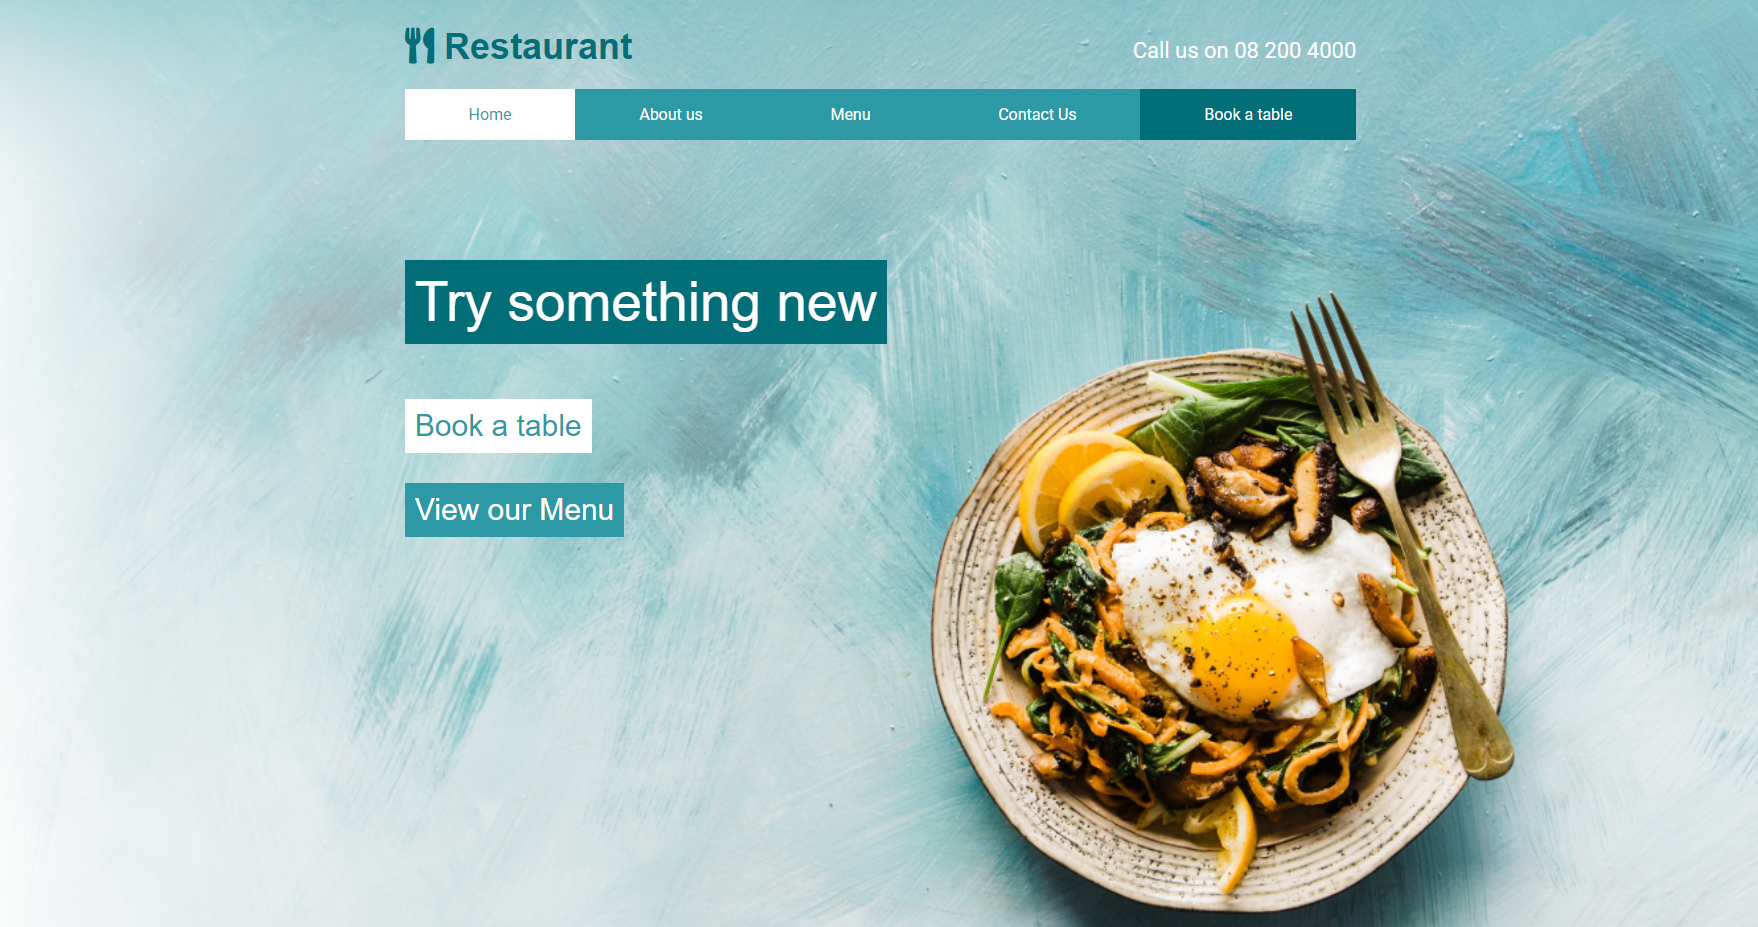 Restaurant
Call us on 08 200 4000
Home
About us
Menu
Contact Us
Book a table
Try something new
Book a table
View our Menu